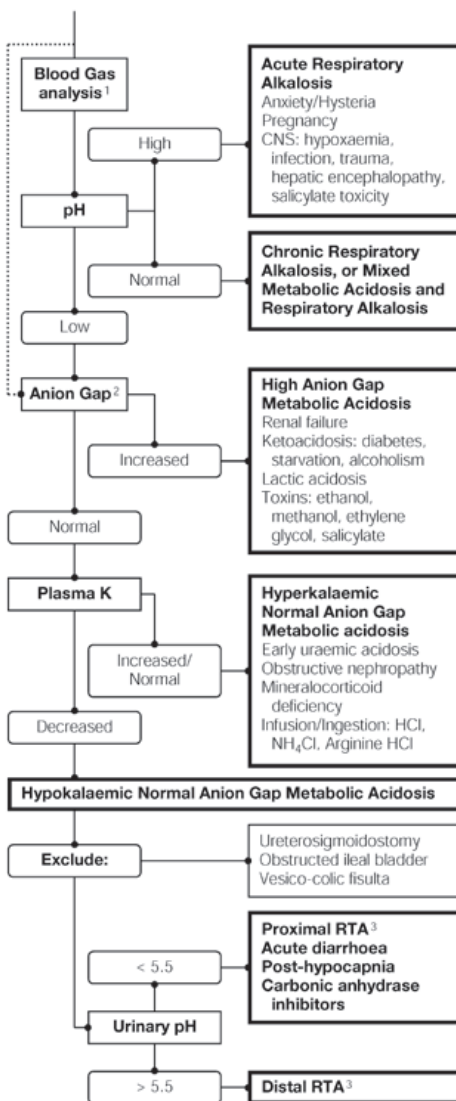 Blood Gas
analysis 1
pH
High
Normal
Acute Respiratory
Alkalosis
Anxiety/Hysteria
Pregnancy
CNS: hypoxaemia,
infection, trauma,
hepatic encephalopathy,
salicylate toxicity
Chronic Respiratory
Alkalosis, or Mixed
Metabolic Acidosis and
Respiratory Alkalosis
Low
Anion Gap 2
Increased
High Anion Gap
Metabolic Acidosis
Renal failure
Ketoacidosis: diabetes,
starvation, alcoholism
Lactic acidosis
Toxins: ethanol,
methanol, ethylene
glycol, salicylate
Normal
Plasma K
Increased/
Normal
Hyperkalaemic
Normal Anion Gap
Metabolic acidosis
Early uraemic acidosis
Obstructive nephropathy
Mineralocorticoid
deficiency
Infusion/Ingestion: HCl,
NH4Cl, Arginine HCl
Decreased
Hypokalaemic Normal Anion Gap Metabolic Acidosis
Exclude:
Ureterosigmoidostomy
Obstructed ileal bladder
Vesico-colic fisulta
< 5.5
Proximal RTA 3
Acute diarrhoea
Post-hypocapnia
Carbonic anhydrase
inhibitors
Urinary pH
> 5.5
Distal RTA 3